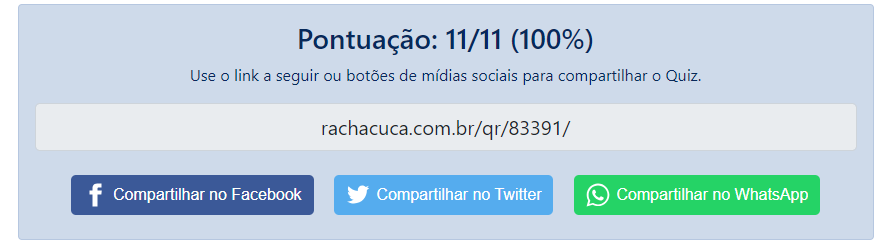 Pontuação: 11/11 (100%)
Use o link a seguir ou botões de mídias sociais para compartilhar o Quiz.
rachacuca.com.br/qr/83391/
Compartilhar no Facebook
Compartilhar no Twitter
Compartilhar no WhatsApp